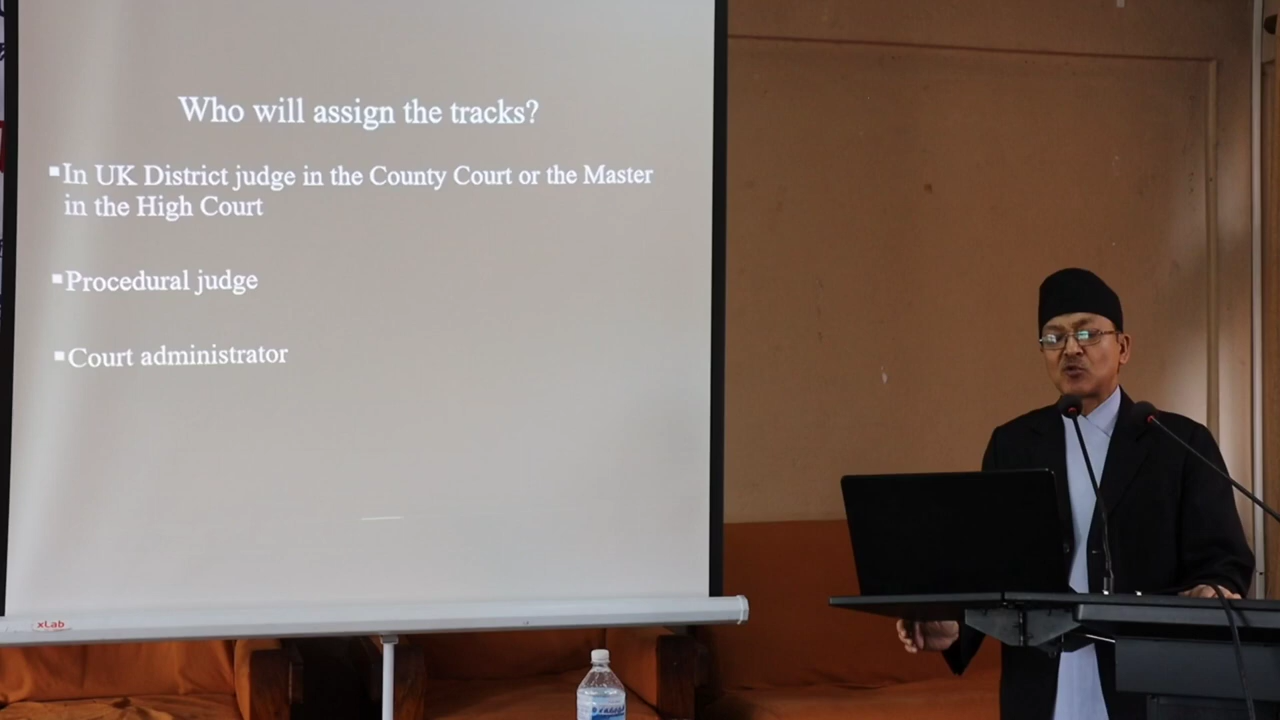 Who will assign the tracks?
▪In UK District judge in the County Court or the Master
in the High Court
▪Procedural judge
▪Court administrator
xLab